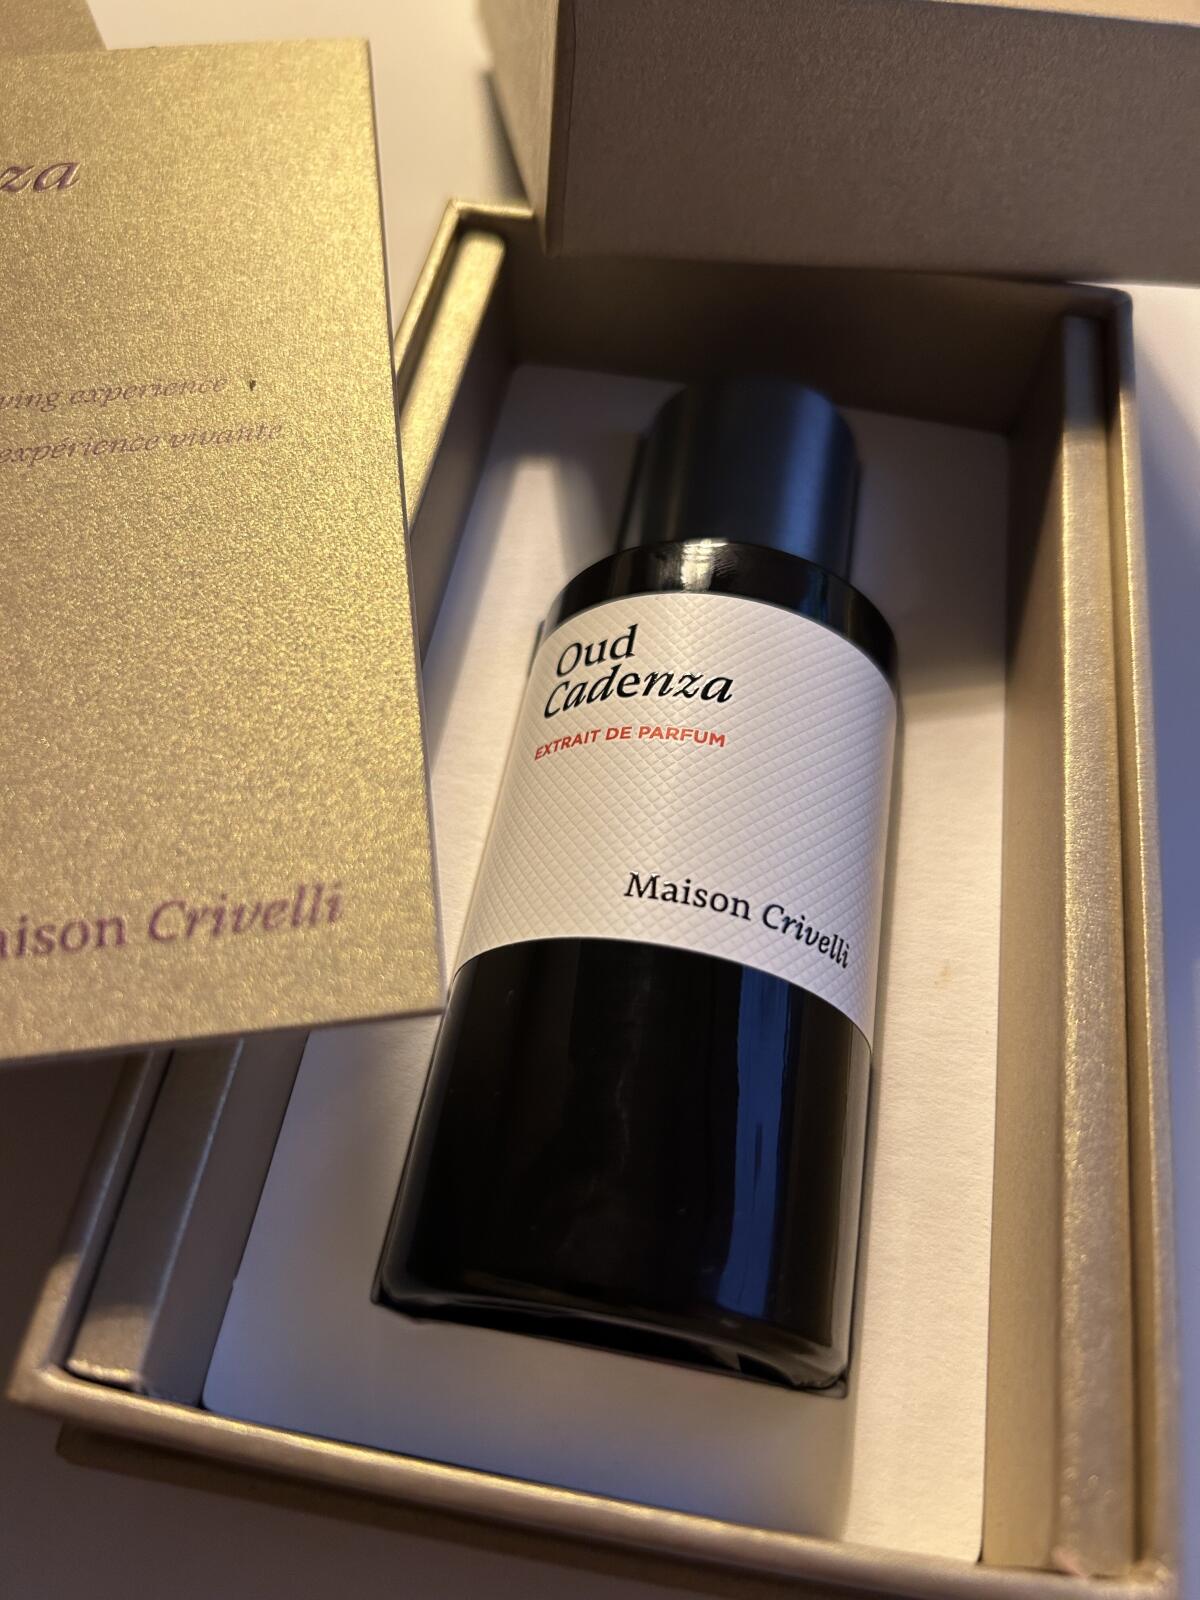 za
ving experience
expérience vivante
aison Crivelli
Oud
Cadenza
EXTRAIT DE PARFUM
Maison Crivelli